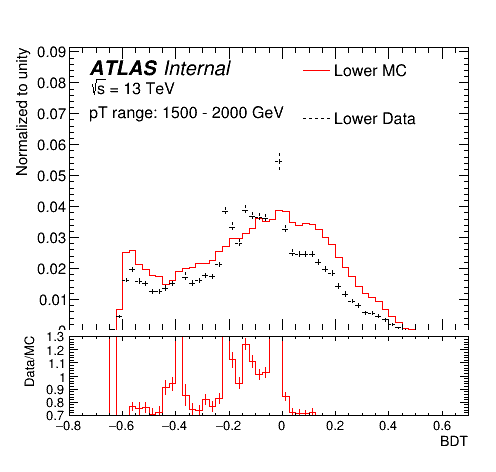 ATLAS Internal
√s = 13 TeV
pT range: 1500 - 2000 GeV
Lower MC
Lower Data
Normalized to unity
0.09
0.08
0.07
0.06
0.05
0.04
0.03
0.02
0.01
0
Data/MC
1.3
1.2
1.1
1
0.9
0.8
0.7
−0.8 −0.6 −0.4 −0.2 0 0.2 0.4 0.6
BDT